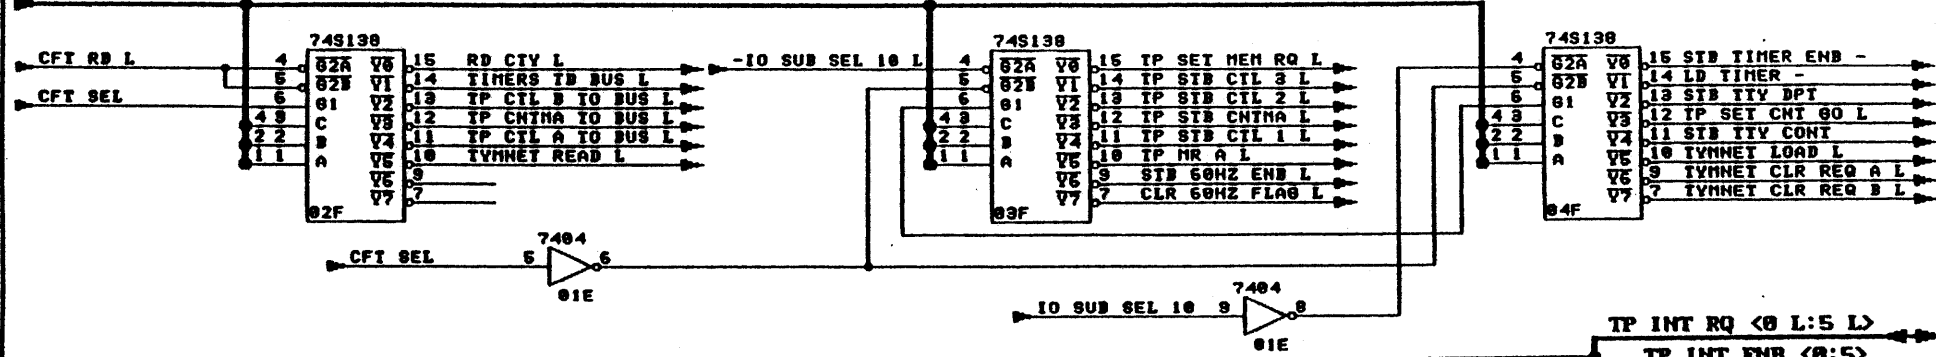 74S138
CFT RD L
4 G2A Y0 15 RD CTY L
5 G2B Y1 14 TIMERS TO BUS L
CFT SEL
6 G1 Y2 13 TP CTL B TO BUS L
4 3 C Y3 12 TP CNTMA TO BUS L
2 2 B Y4 11 TP CTL A TO BUS L
1 1 A Y5 10 TYMNET READ L
Y6 9
Y7 7
02F
74S138
-IO SUB SEL 10 L
4 G2A Y0 15 TP SET MEM RQ L
5 G2B Y1 14 TP STB CTL 3 L
6 G1 Y2 13 TP STB CTL 2 L
4 3 C Y3 12 TP STB CNTMA L
2 2 B Y4 11 TP STB CTL 1 L
1 1 A Y5 10 TP MR A L
Y6 9 STB 60HZ ENB L
Y7 7 CLR 60HZ FLAG L
03F
74S138
4 G2A Y0 15 STB TIMER ENB -
5 G2B Y1 14 LD TIMER -
6 G1 Y2 13 STB TTY DPT
4 3 C Y3 12 TP SET CNT GO L
2 2 B Y4 11 STB TTY CONT
1 1 A Y5 10 TYMNET LOAD L
Y6 9 TYMNET CLR REQ A L
Y7 7 TYMNET CLR REQ B L
04F
7404
CFT SEL 5 6
01E
7404
IO SUB SEL 10 9 8
01E
TP INT RQ <0 L:5 L>
TP INT ENB <0:5>